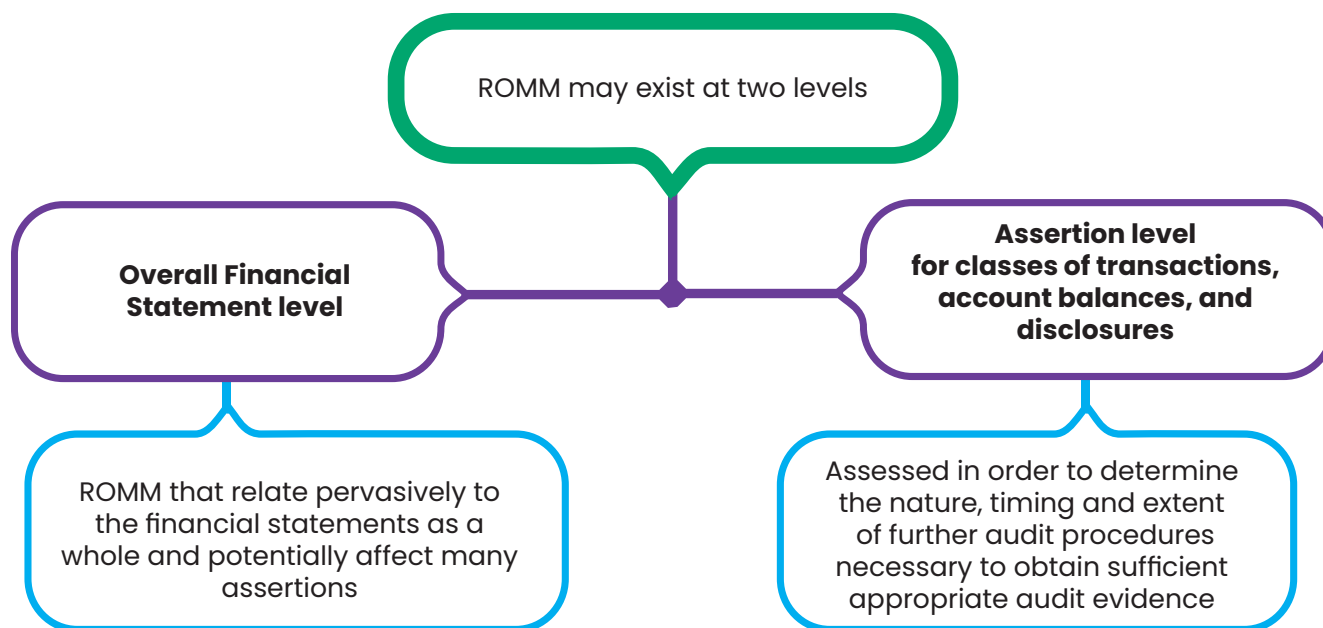 ROMM may exist at two levels
Overall Financial
Statement level
ROMM that relate pervasively to
the financial statements as a
whole and potentially affect many
assertions
Assertion level
for classes of transactions,
account balances, and
disclosures
Assessed in order to determine
the nature, timing and extent
of further audit procedures
necessary to obtain sufficient
appropriate audit evidence